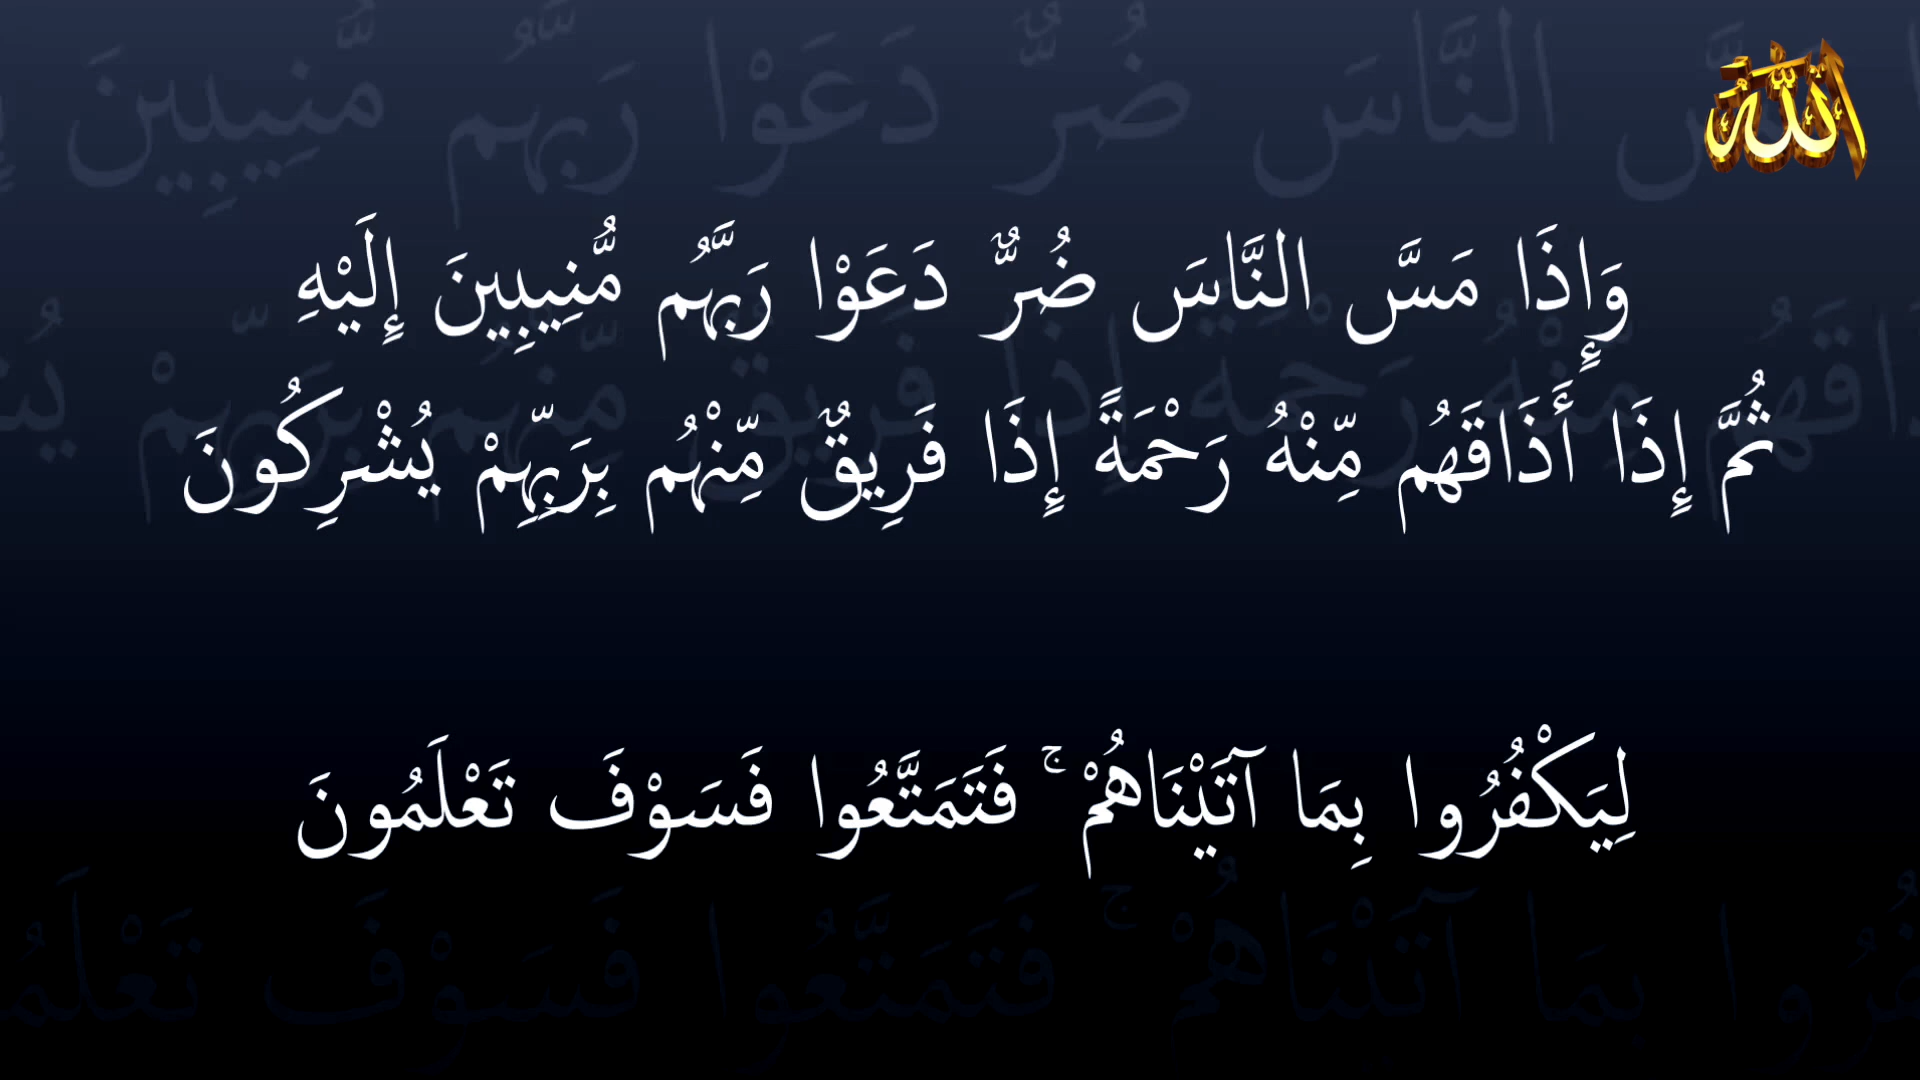 الله
وَإِذَا مَسَّ النَّاسَ ضُرٌّ دَعَوْا رَبَّهُم مُّنِيبِينَ إِلَيْهِ
ثُمَّ إِذَا أَذَاقَهُم مِّنْهُ رَحْمَةً إِذَا فَرِيقٌ مِّنْهُم بِرَبِّهِمْ يُشْرِكُونَ
لِيَكْفُرُوا بِمَا آتَيْنَاهُمْ ۚ فَتَمَتَّعُوا فَسَوْفَ تَعْلَمُونَ